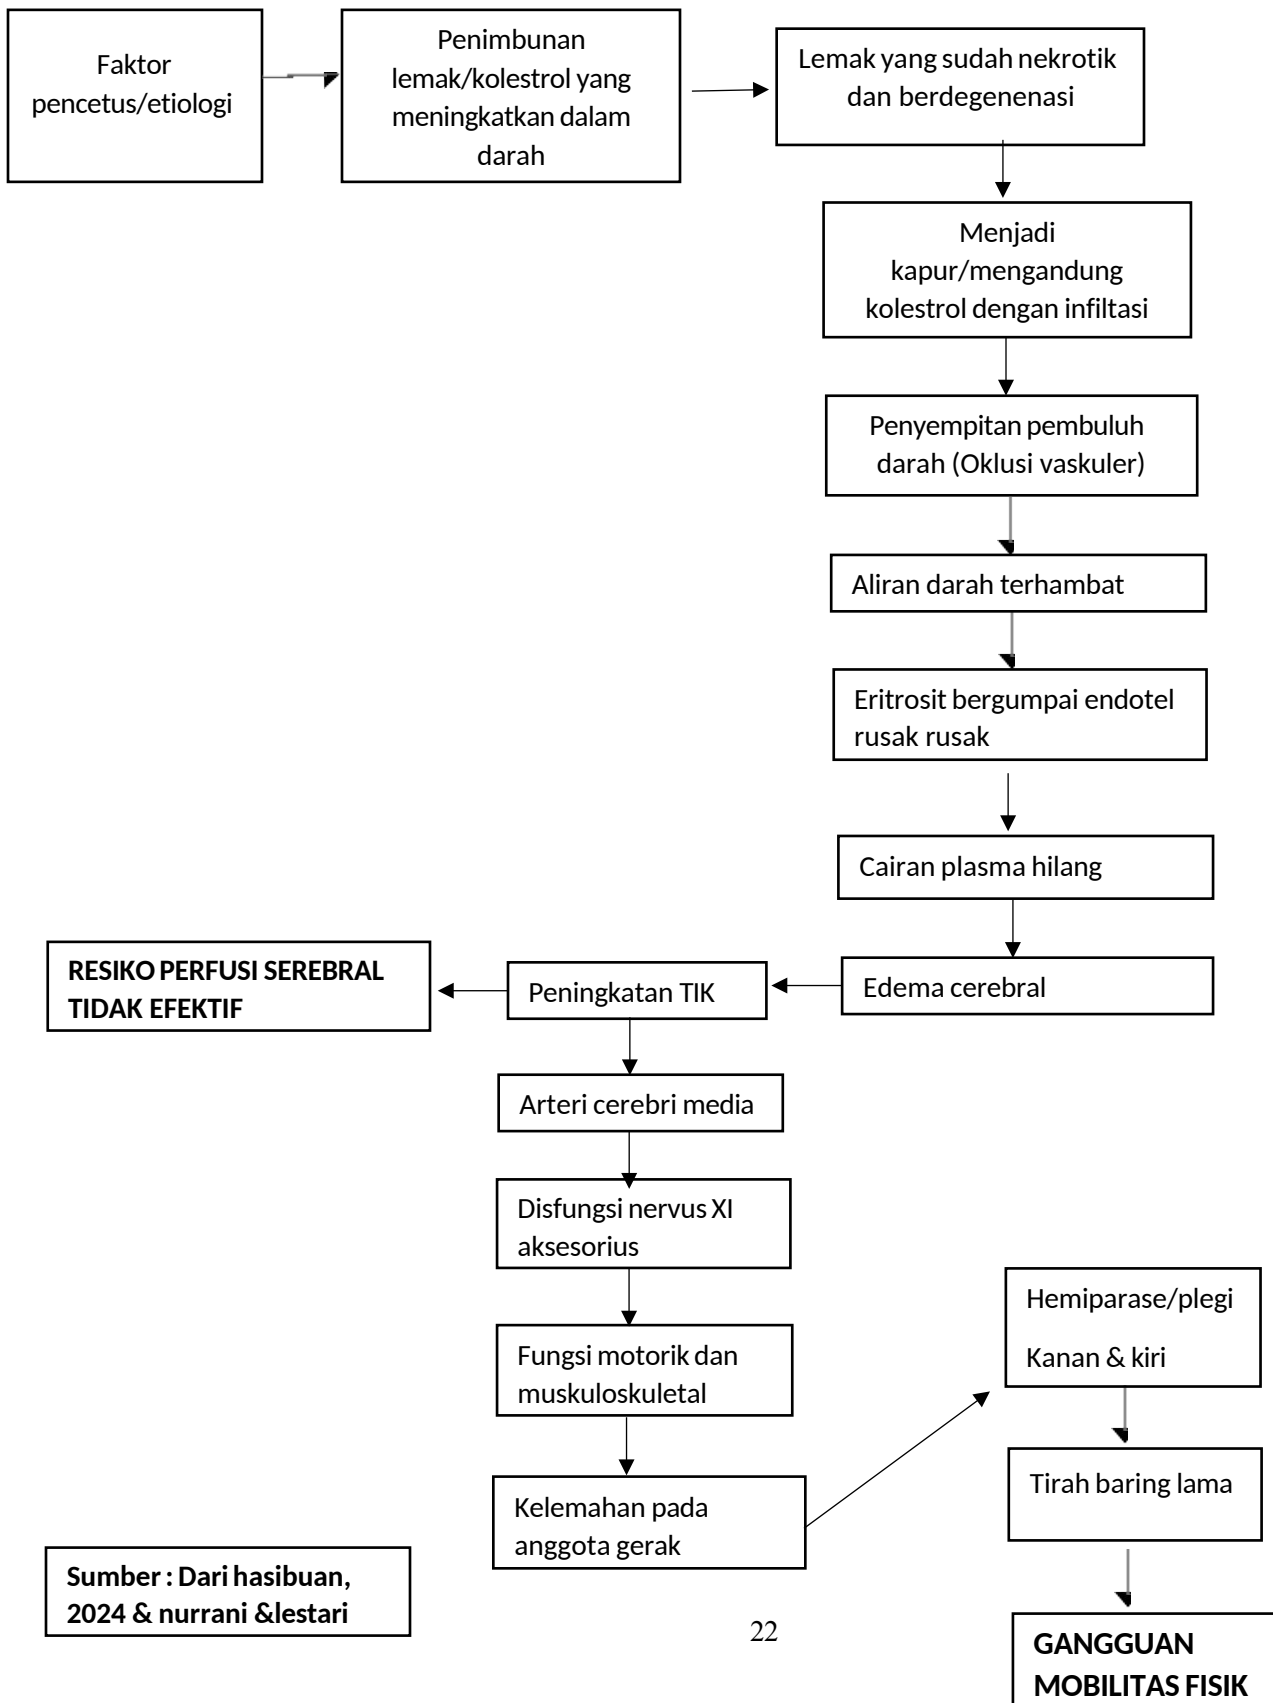 Faktor
pencetus/etiologi
Penimbunan
lemak/kolestrol yang
meningkatkan dalam
darah
Lemak yang sudah nekrotik
dan berdegenenasi
Menjadi
kapur/mengandung
kolestrol dengan infiltasi
Penyempitan pembuluh
darah (Oklusi vaskuler)
Aliran darah terhambat
Eritrosit bergumpai endotel
rusak rusak
Cairan plasma hilang
Edema cerebral
Peningkatan TIK
RESIKO PERFUSI SEREBRAL
TIDAK EFEKTIF
Arteri cerebri media
Disfungsi nervus XI
aksesorius
Fungsi motorik dan
muskuloskuletal
Kelemahan pada
anggota gerak
Hemiparase/plegi
Kanan & kiri
Tirah baring lama
GANGGUAN
MOBILITAS FISIK
Sumber : Dari hasibuan,
2024 & nurrani &lestari
22